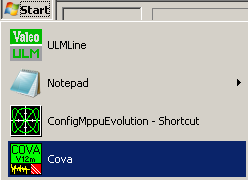 Start
Valeo
ULM
ULMLine
Notepad
ConfigMppuEvolution - Shortcut
COVA
V12m
Cova